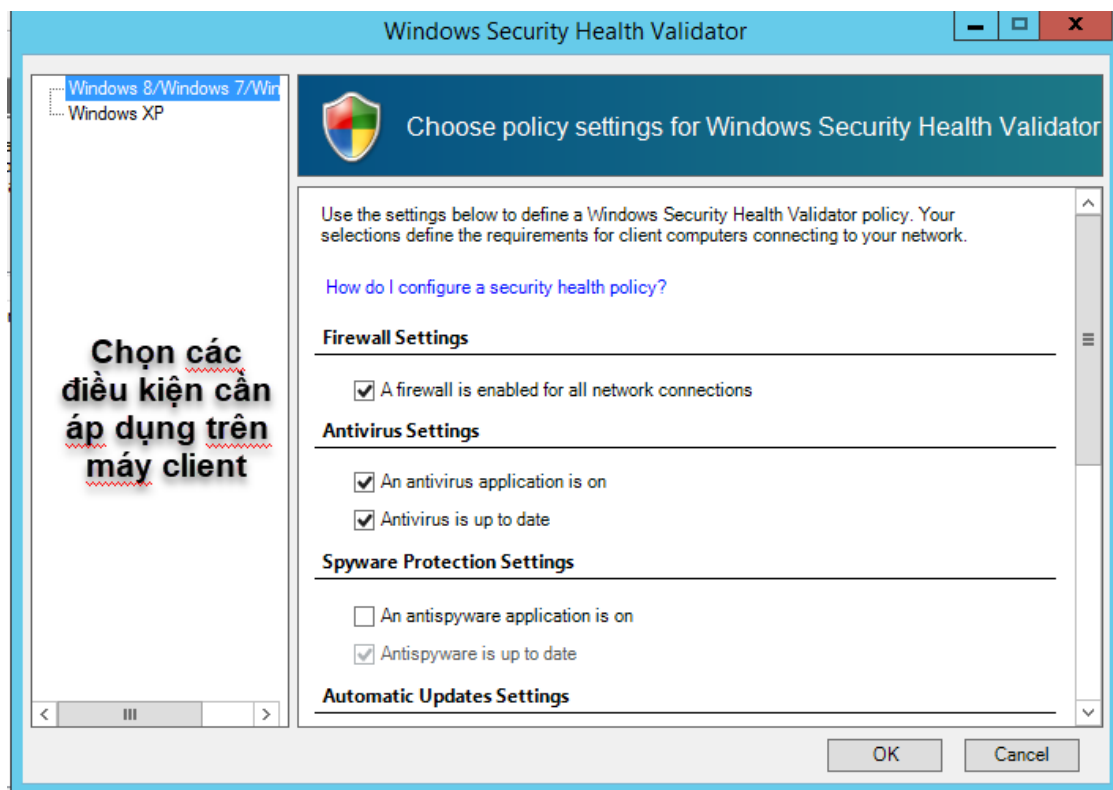 Windows Security Health Validator
Windows 8/Windows 7/Win
Windows XP
Chọn các
điều kiện cần
áp dụng trên
máy client
Choose policy settings for Windows Security Health Validator
Use the settings below to define a Windows Security Health Validator policy. Your
selections define the requirements for client computers connecting to your network.
How do I configure a security health policy?
Firewall Settings
A firewall is enabled for all network connections
Antivirus Settings
An antivirus application is on
Antivirus is up to date
Spyware Protection Settings
An antispyware application is on
Antispyware is up to date
Automatic Updates Settings
OK
Cancel